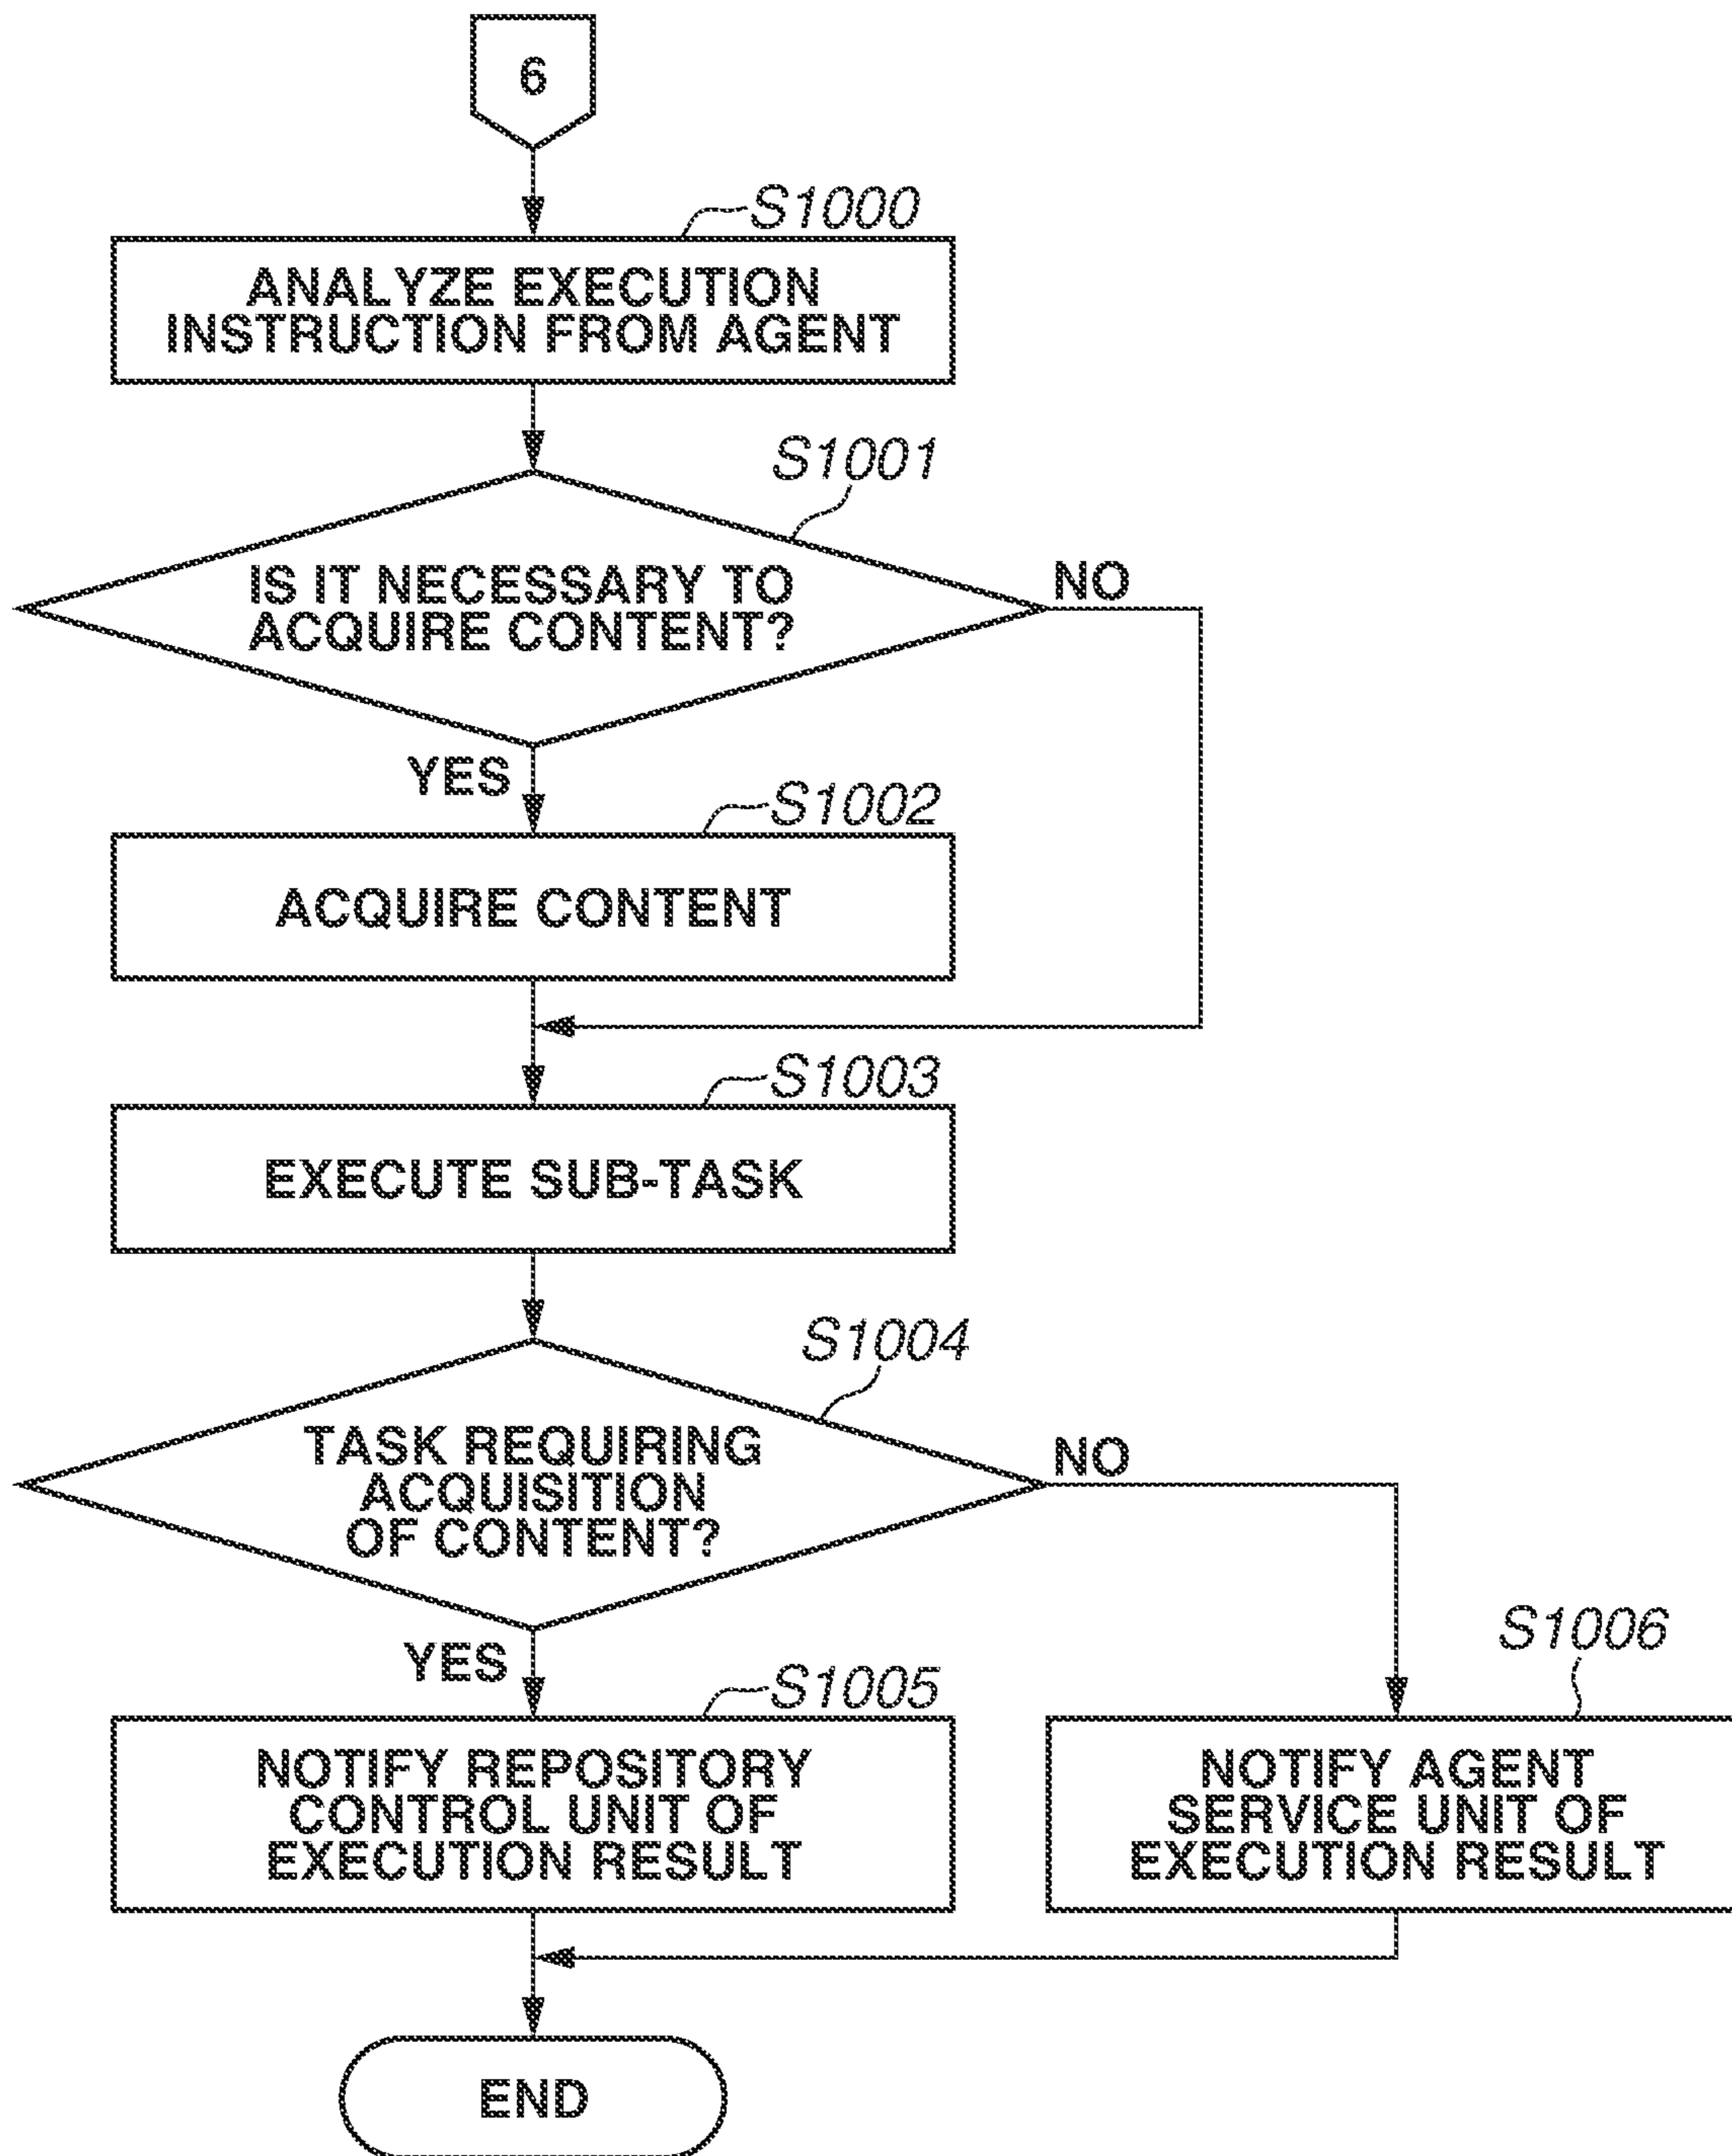 6
S1000
ANALYZE EXECUTION
INSTRUCTION FROM AGENT
S1001
IS IT NECESSARY TO
ACQUIRE CONTENT?
NO
YES
S1002
ACQUIRE CONTENT
S1003
EXECUTE SUB-TASK
S1004
TASK REQUIRING
ACQUISITION
OF CONTENT?
NO
YES
S1005
NOTIFY REPOSITORY
CONTROL UNIT OF
EXECUTION RESULT
S1006
NOTIFY AGENT
SERVICE UNIT OF
EXECUTION RESULT
END